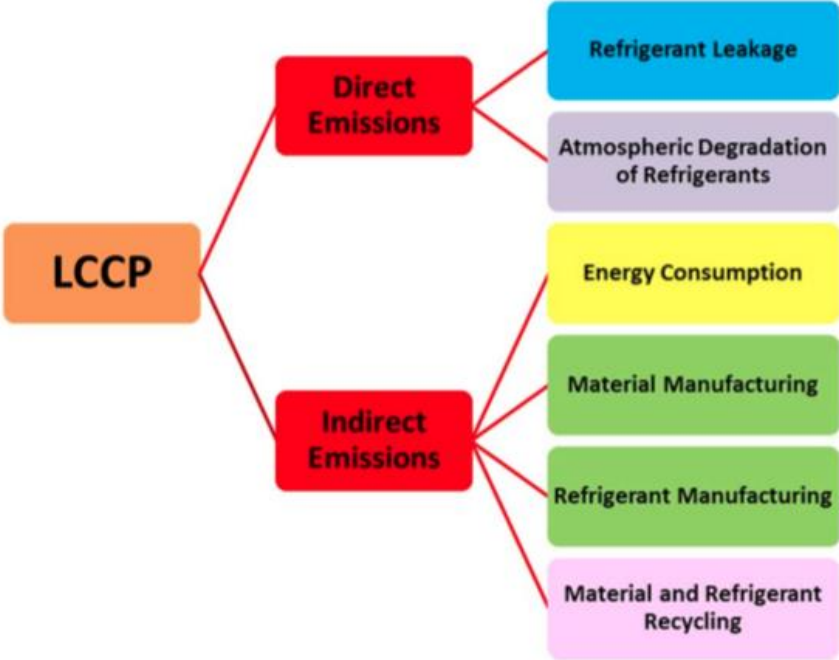 LCCP
Direct
Emissions
Refrigerant Leakage
Atmospheric Degradation
of Refrigerants
Indirect
Emissions
Energy Consumption
Material Manufacturing
Refrigerant Manufacturing
Material and Refrigerant
Recycling